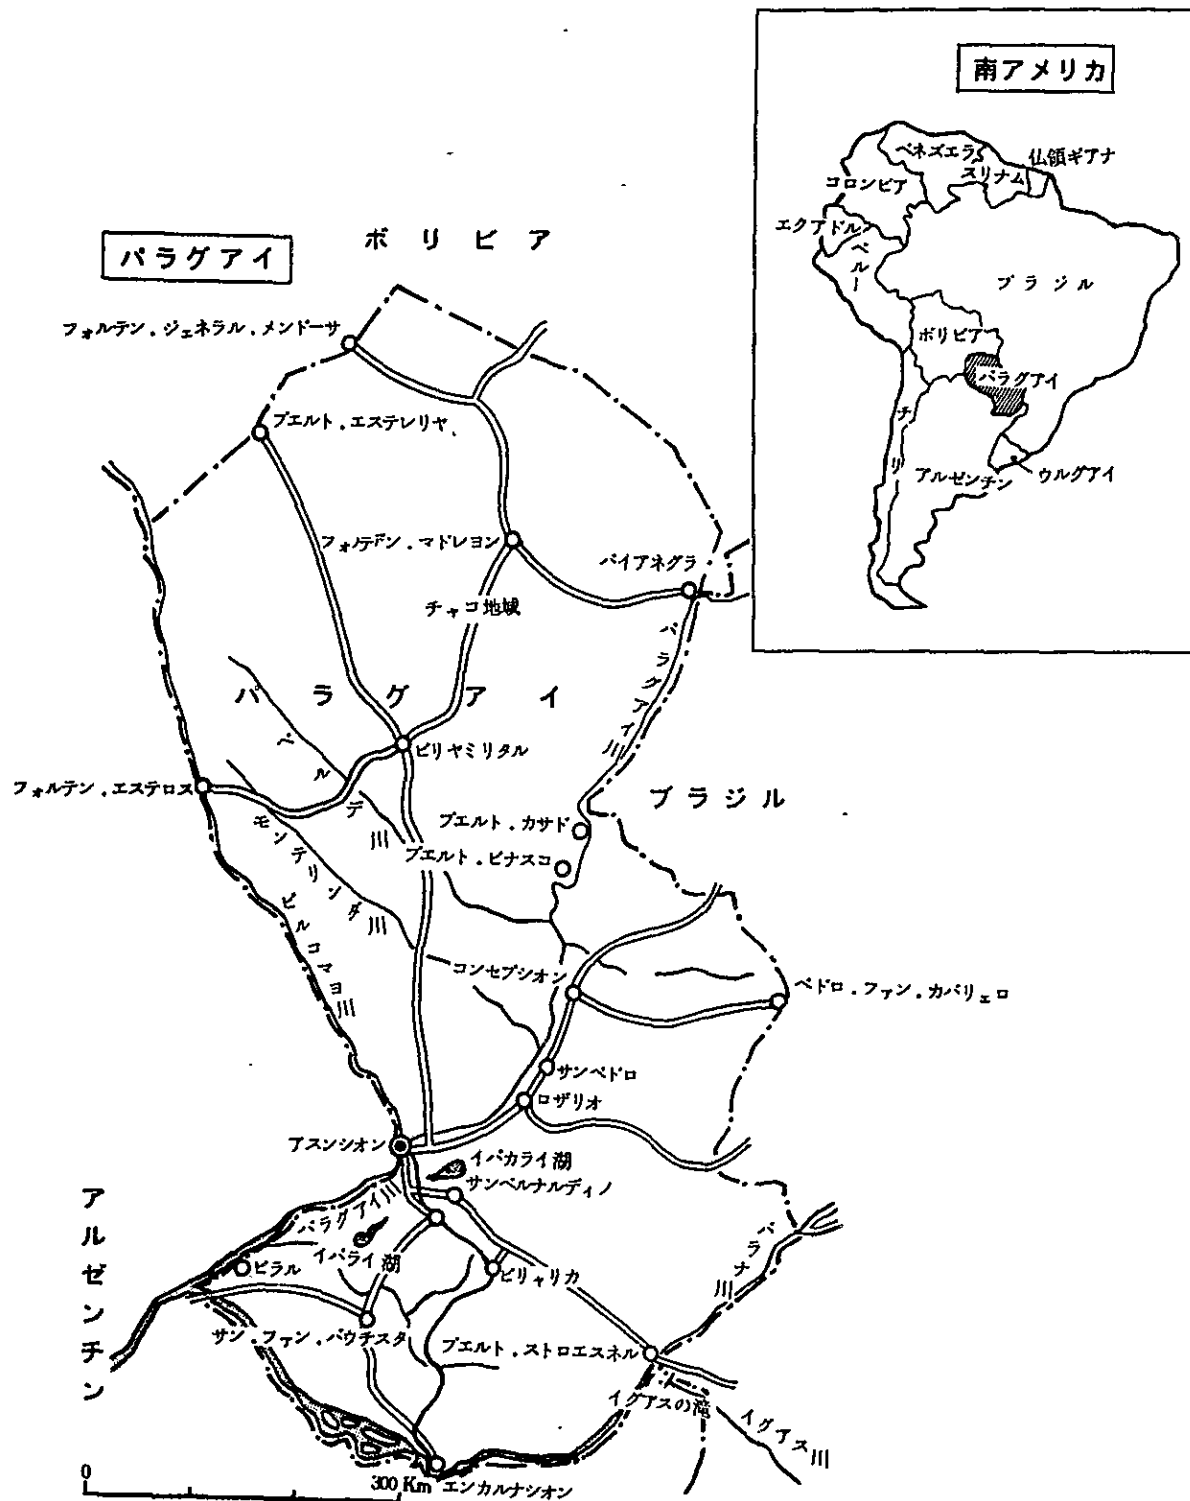 南アメリカ
ベネズエラ
仏領ギアナ
スリナム
コロンビア
エクアドル
ペルー
ブラジル
ボリビア
パラグアイ
チリ
アルゼンチン
ウルグアイ
パラグアイ
ボリビア
フォルテン.ジェネラル.メンドーサ
プエルト.エステレリヤ
マドレヨン
バイアネグラ
チャコ地域
パラグアイ川
パラグアイ
ベルデ川
ピリヤミリタル
フォルテン.エステロス
ブラジル
プエルト.カサド
プエルト.ピナスコ
モンテリンダ川
ピルコマヨ川
コンセプシオン
ペドロ.ファン.カバリェロ
サンペドロ
ロザリオ
アスンシオン
イパカライ湖
サンベルナルディノ
アルゼンチン
パラグアイ川
イパライ湖
ピラル
ビリャリカ
パラナ川
サン.ファン.バウチスタ
プエルト.ストロエスネル
イグアスの滝
イグアス川
エンカルナシオン
0
300Km